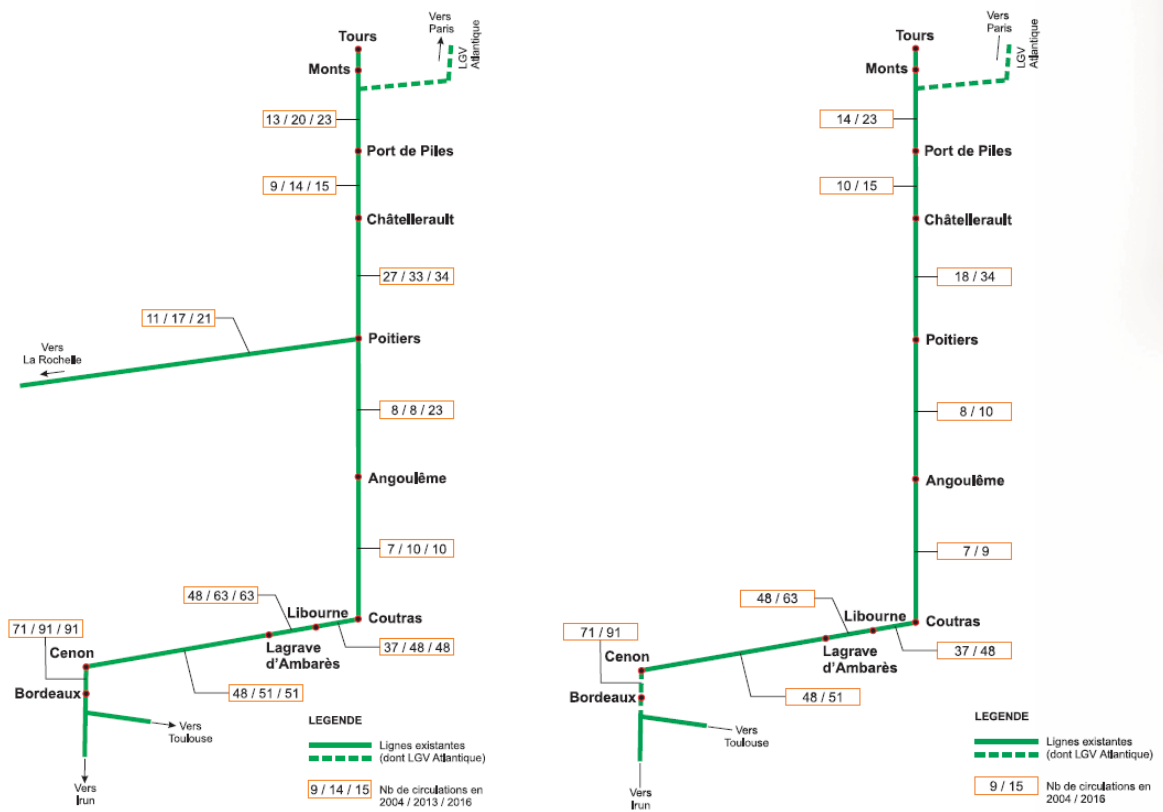 Vers
Paris
Tours
LGV
Atlantique
Monts
13 / 20 / 23
Port de Piles
9 / 14 / 15
Châtellerault
27 / 33 / 34
11 / 17 / 21
Poitiers
Vers
La Rochelle
8 / 8 / 23
Angoulême
7 / 10 / 10
48 / 63 / 63
Libourne
Coutras
71 / 91 / 91
Cenon
Lagrave
d'Ambarès
37 / 48 / 48
Bordeaux
48 / 51 / 51
Vers
Toulouse
Vers
Irun
LEGENDE
Lignes existantes
(dont LGV Atlantique)
9 / 14 / 15
Nb de circulations en
2004 / 2013 / 2016
Vers
Paris
Tours
LGV
Atlantique
Monts
14 / 23
Port de Piles
10 / 15
Châtellerault
18 / 34
Poitiers
8 / 10
Angoulême
7 / 9
48 / 63
Libourne
Coutras
71 / 91
Cenon
Lagrave
d'Ambarès
37 / 48
Bordeaux
48 / 51
Vers
Toulouse
Vers
Irun
LEGENDE
Lignes existantes
(dont LGV Atlantique)
9 / 15
Nb de circulations en
2004 / 2016